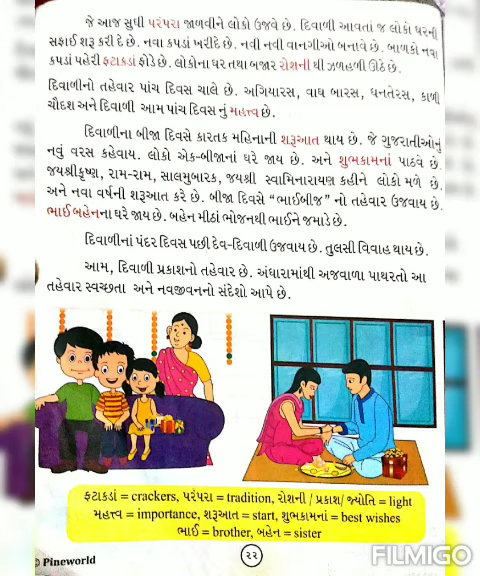 જે આજ સુધી પરંપરા જાળવીને લોકો ઉજવે છે. દિવાળી આવતાં જ લોકો ઘરની
સફાઈ શરૂ કરી દે છે. નવા કપડાં ખરીદે છે. નવી નવી વાનગીઓ બનાવે છે. બાળકો નવા
કપડાં પહેરી ફટાકડાં ફોડે છે. લોકોના ઘર તથા બજાર રોશની થી ઝળહળી ઊઠે છે.
દિવાળીનો તહેવાર પાંચ દિવસ ચાલે છે. અગિયારસ, વાઘ બારસ, ધનતેરસ, કાળી
ચૌદશ અને દિવાળી આમ પાંચ દિવસ નું મહત્ત્વ છે.
દિવાળીના બીજા દિવસે કારતક મહિનાની શરૂઆત થાય છે. જે ગુજરાતીઓનું
નવું વરસ કહેવાય. લોકો એક-બીજાનાં ઘરે જાય છે. અને શુભકામનાં પાઠવે છે.
જયશ્રીકૃષ્ણ, રામ-રામ, સાલમુબારક, જયશ્રી સ્વામિનારાયણ કહીને લોકો મળે છે.
અને નવા વર્ષની શરૂઆત કરે છે. બીજા દિવસે “ભાઈબીજ” નો તહેવાર ઉજવાય છે.
ભાઈ બહેનના ઘરે જાય છે. બહેન મીઠાં ભોજનથી ભાઈને જમાડે છે.
દિવાળીનાં પંદર દિવસ પછી દેવ-દિવાળી ઉજવાય છે. તુલસી વિવાહ થાય છે.
આમ, દિવાળી પ્રકાશનો તહેવાર છે. અંધારામાંથી અજવાળા પાથરતો આ
તહેવાર સ્વચ્છતા અને નવજીવનનો સંદેશો આપે છે.
ફટાકડાં = crackers, પરંપરા = tradition, રોશની / પ્રકાશ/ જ્યોતિ = light
મહત્ત્વ = importance, શરૂઆત = start, શુભકામનાં = best wishes
ભાઈ = brother, બહેન = sister
© Pineworld
૨૨
FILMIGO